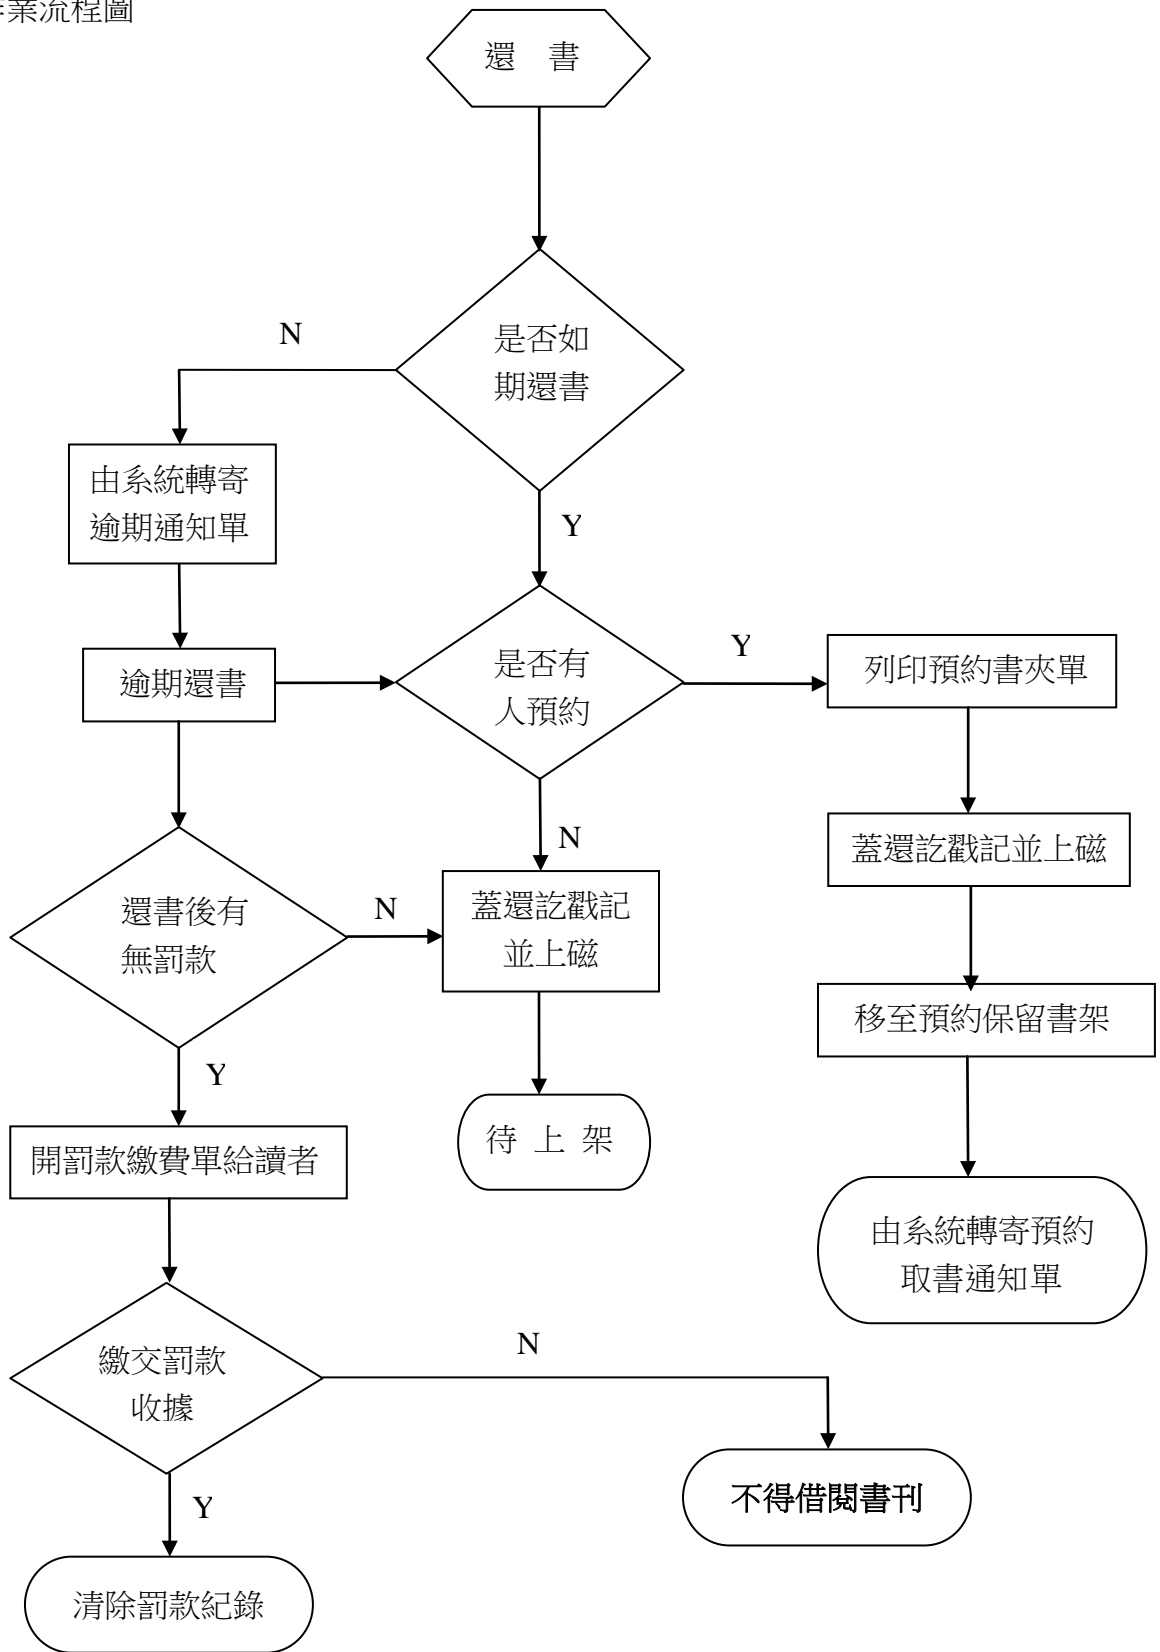 業流程圖
還 書
N
是否如
期還書
由系統轉寄
逾期通知單
Y
逾期還書
是否有
人預約
Y
列印預約書夾單
N
蓋還訖戳記並上磁
還書後有
無罰款
N
蓋還訖戳記
並上磁
移至預約保留書架
Y
開罰款繳費單給讀者
待 上 架
由系統轉寄預約
取書通知單
繳交罰款
收據
N
不得借閱書刊
Y
清除罰款紀錄